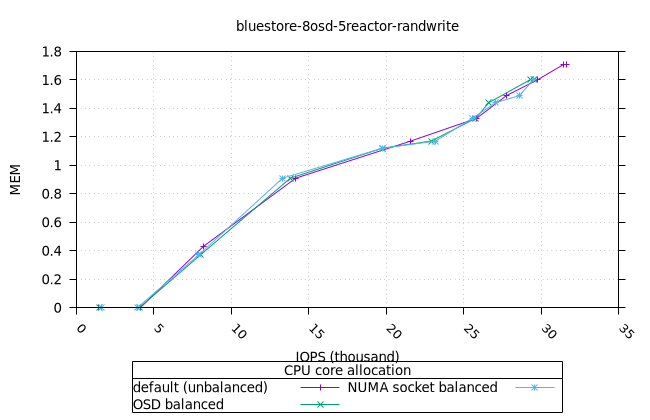 bluestore-8osd-5reactor-randwrite
1.8
1.6
1.4
1.2
1
0.8
0.6
0.4
0.2
0
MEM
0 5 10 15 20 25 30 35
IOPS (thousand)
CPU core allocation
default (unbalanced) NUMA socket balanced
OSD balanced